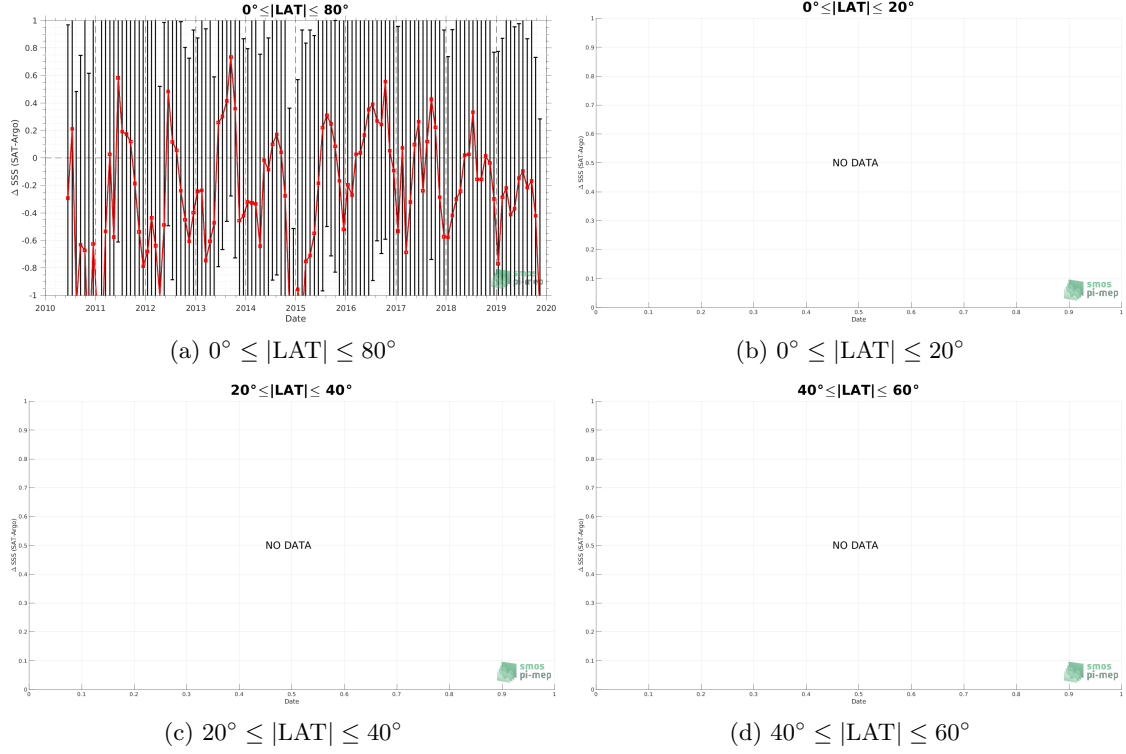 0°≤|LAT|≤ 80°
1
0.8
0.6
0.4
0.2
0
-0.2
-0.4
-0.6
-0.8
-1
Δ SSS (SAT-Argo)
2010 2011 2012 2013 2014 2015 2016 2017 2018 2019 2020
Date
smos
pi-mep
(a) 0° ≤ |LAT| ≤ 80°
0°≤|LAT|≤ 20°
1
0.9
0.8
0.7
0.6
0.5
0.4
0.3
0.2
0.1
0
Δ SSS (SAT-Argo)
NO DATA
0 0.1 0.2 0.3 0.4 0.5 0.6 0.7 0.8 0.9 1
Date
smos
pi-mep
(b) 0° ≤ |LAT| ≤ 20°
20°≤|LAT|≤ 40°
1
0.9
0.8
0.7
0.6
0.5
0.4
0.3
0.2
0.1
0
Δ SSS (SAT-Argo)
NO DATA
0 0.1 0.2 0.3 0.4 0.5 0.6 0.7 0.8 0.9 1
Date
smos
pi-mep
(c) 20° ≤ |LAT| ≤ 40°
40°≤|LAT|≤ 60°
1
0.9
0.8
0.7
0.6
0.5
0.4
0.3
0.2
0.1
0
Δ SSS (SAT-Argo)
NO DATA
0 0.1 0.2 0.3 0.4 0.5 0.6 0.7 0.8 0.9 1
Date
smos
pi-mep
(d) 40° ≤ |LAT| ≤ 60°